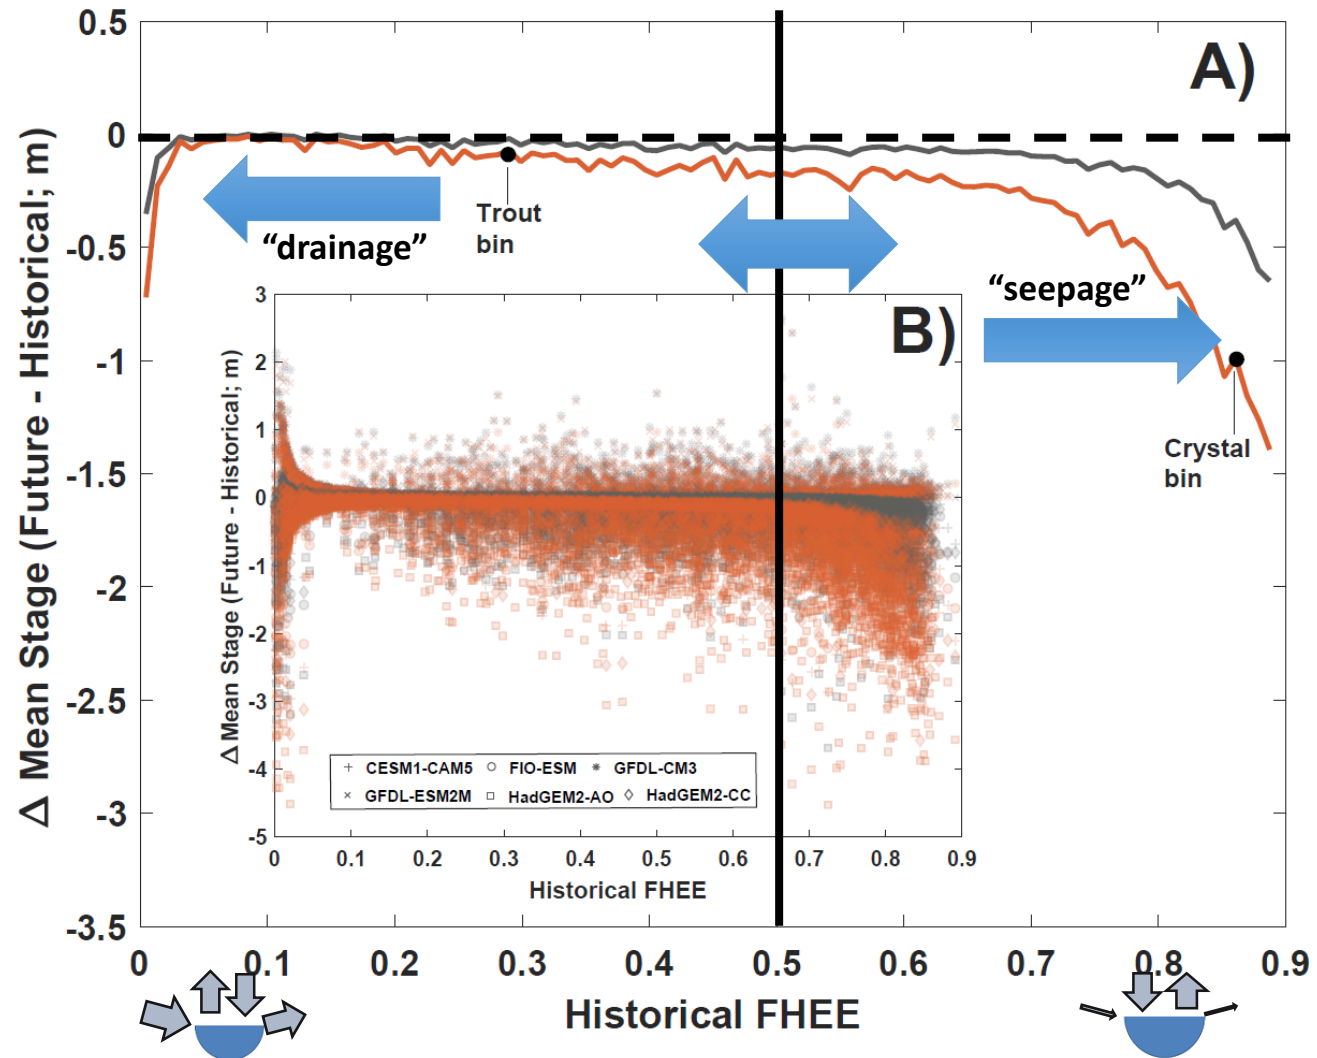 A)
0.5
0
-0.5
-1
-1.5
-2
-2.5
-3
-3.5
Δ Mean Stage (Future - Historical; m)
Trout
bin
“drainage”
“seepage”
Crystal
bin
B)
3
2
1
0
-1
-2
-3
-4
-5
Δ Mean Stage (Future - Historical; m)
+ CESM1-CAM5 ○ FIO-ESM * GFDL-CM3
× GFDL-ESM2M □ HadGEM2-AO ◇ HadGEM2-CC
0 0.1 0.2 0.3 0.4 0.5 0.6 0.7 0.8 0.9
Historical FHEE
0 0.1 0.2 0.3 0.4 0.5 0.6 0.7 0.8 0.9
Historical FHEE